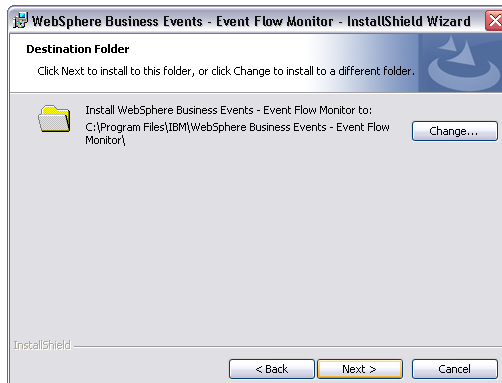 WebSphere Business Events - Event Flow Monitor - InstallShield Wizard
Destination Folder
Click Next to install to this folder, or click Change to install to a different folder.
Install WebSphere Business Events - Event Flow Monitor to:
C:\Program Files\IBM\WebSphere Business Events - Event Flow
Monitor\
Change...
InstallShield
< Back
Next >
Cancel